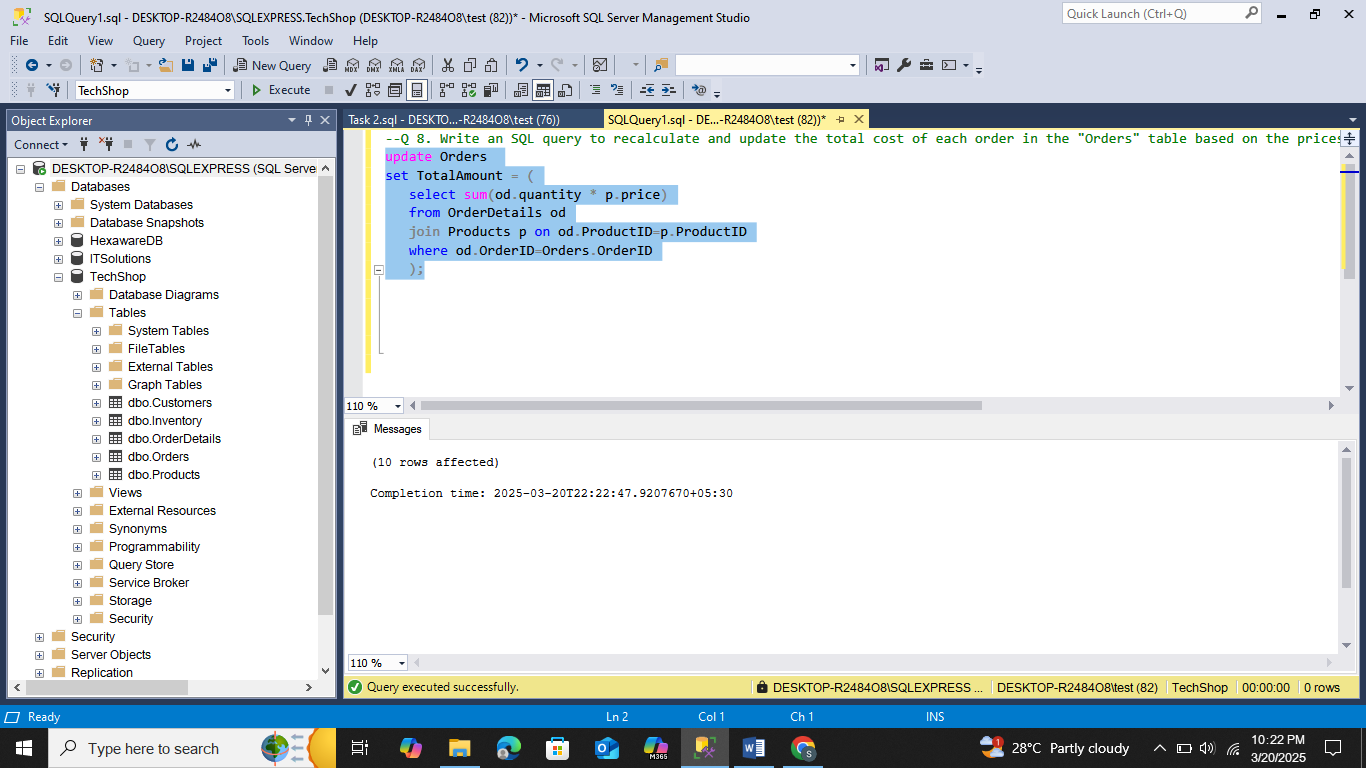 SQLQuery1.sql - DESKTOP-R2484O8\SQLEXPRESS.TechShop (DESKTOP-R2484O8\test (82))* - Microsoft SQL Server Management Studio
Quick Launch (Ctrl+Q)
File Edit View Query Project Tools Window Help
New Query MDX DMX XMLA DAX
TechShop Execute
Object Explorer
Task 2.sql - DESKTO...-R2484O8\test (76)) SQLQuery1.sql - DE...-R2484O8\test (82))*
Connect
DESKTOP-R2484O8\SQLEXPRESS (SQL Serve
Databases
System Databases
Database Snapshots
HexawareDB
ITSolutions
TechShop
Database Diagrams
Tables
System Tables
FileTables
External Tables
Graph Tables
dbo.Customers
dbo.Inventory
dbo.OrderDetails
dbo.Orders
dbo.Products
Views
External Resources
Synonyms
Programmability
Query Store
Service Broker
Storage
Security
Security
Server Objects
Replication
--Q 8. Write an SQL query to recalculate and update the total cost of each order in the "Orders" table based on the prices
update Orders
set TotalAmount = (
select sum(od.quantity * p.price)
from OrderDetails od
join Products p on od.ProductID=p.ProductID
where od.OrderID=Orders.OrderID
);
110 %
Messages
(10 rows affected)
Completion time: 2025-03-20T22:22:47.9207670+05:30
110 %
Query executed successfully. DESKTOP-R2484O8\SQLEXPRESS ... DESKTOP-R2484O8\test (82) TechShop 00:00:00 0 rows
Ready Ln 2 Col 1 Ch 1 INS
Type here to search M365 S 1 28°C Partly cloudy 10:22 PM
3/20/2025